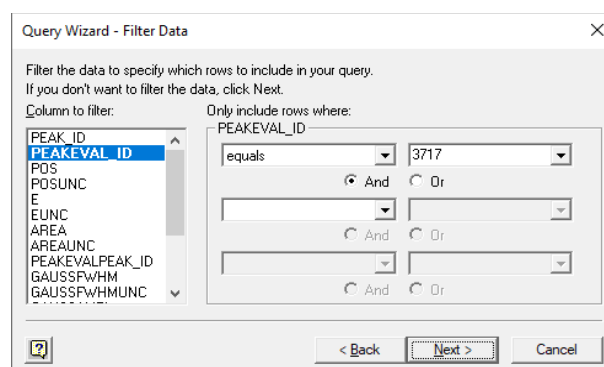 Query Wizard - Filter Data
Filter the data to specify which rows to include in your query.
If you don't want to filter the data, click Next.
Column to filter:
Only include rows where:
PEAK_ID
PEAKEVAL_ID
POS
POSUNC
E
EUNC
AREA
AREAUNC
PEAKEVALPEAK_ID
GAUSSFWHM
GAUSSFWHMUNC
PEAKEVAL_ID
equals
3717
And
Or
And
Or
And
Or
?
< Back
Next >
Cancel